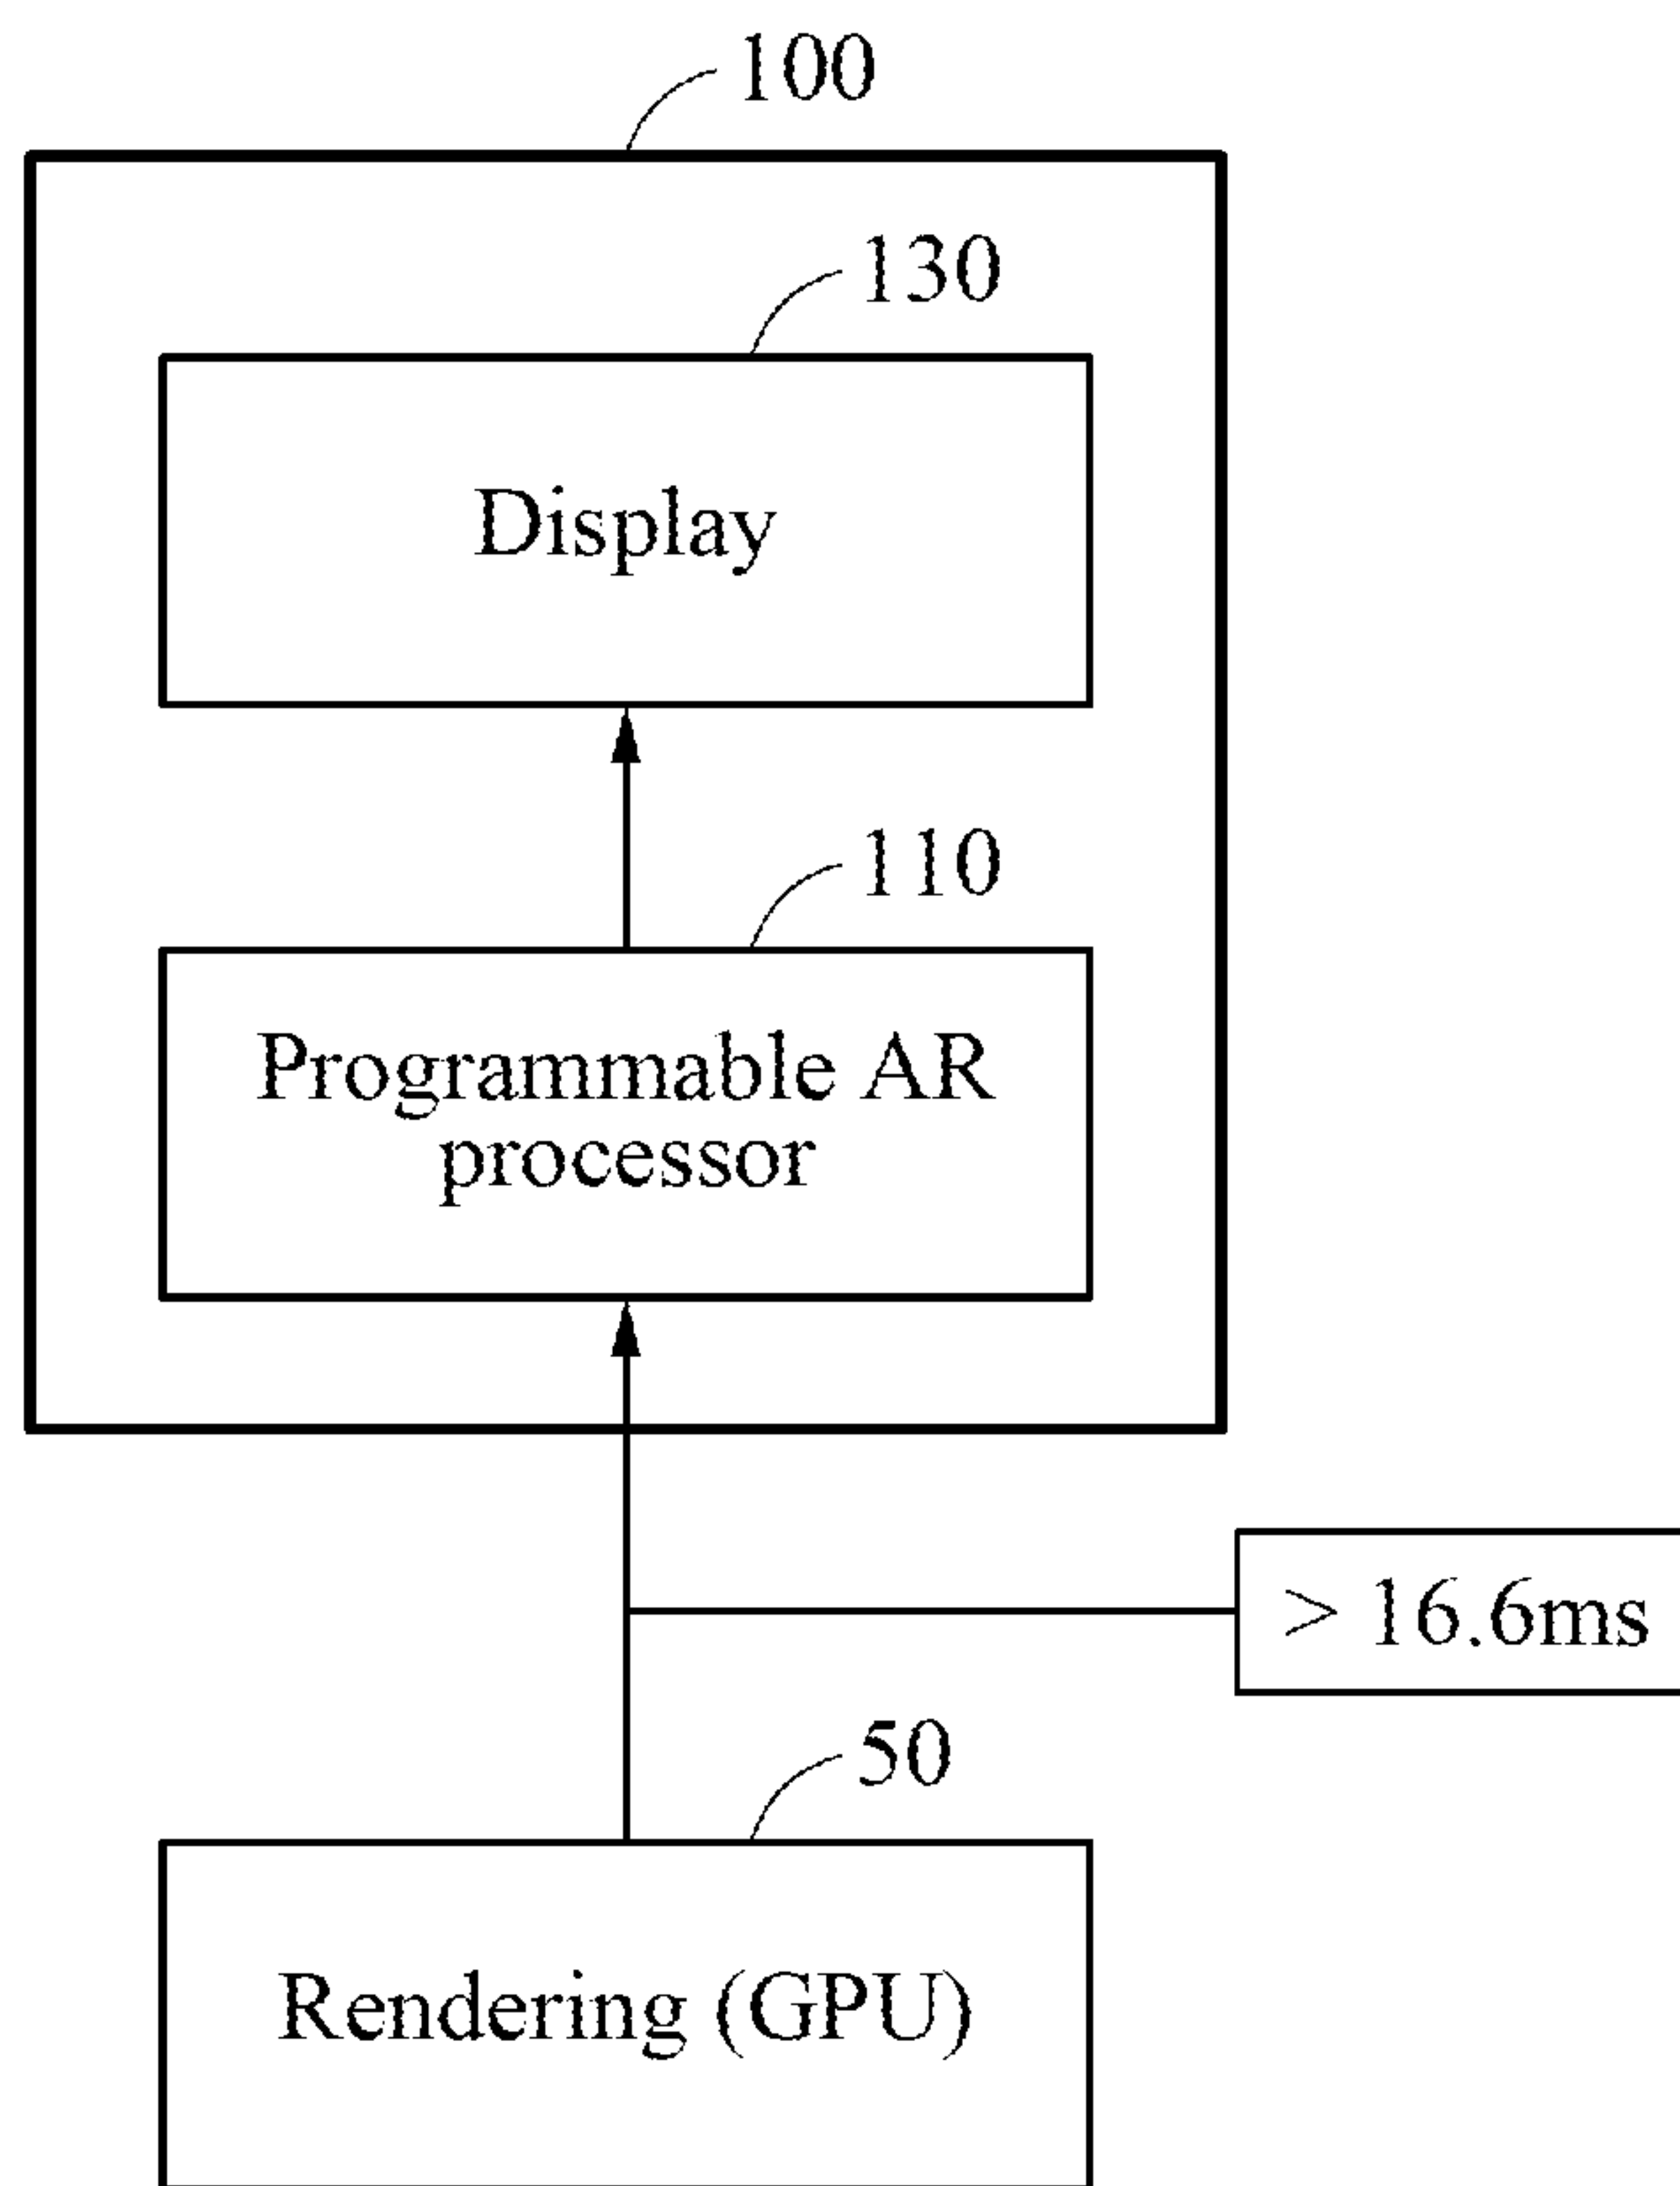 100
130
Display
110
Programmable AR
processor
> 16.6ms
50
Rendering (GPU)